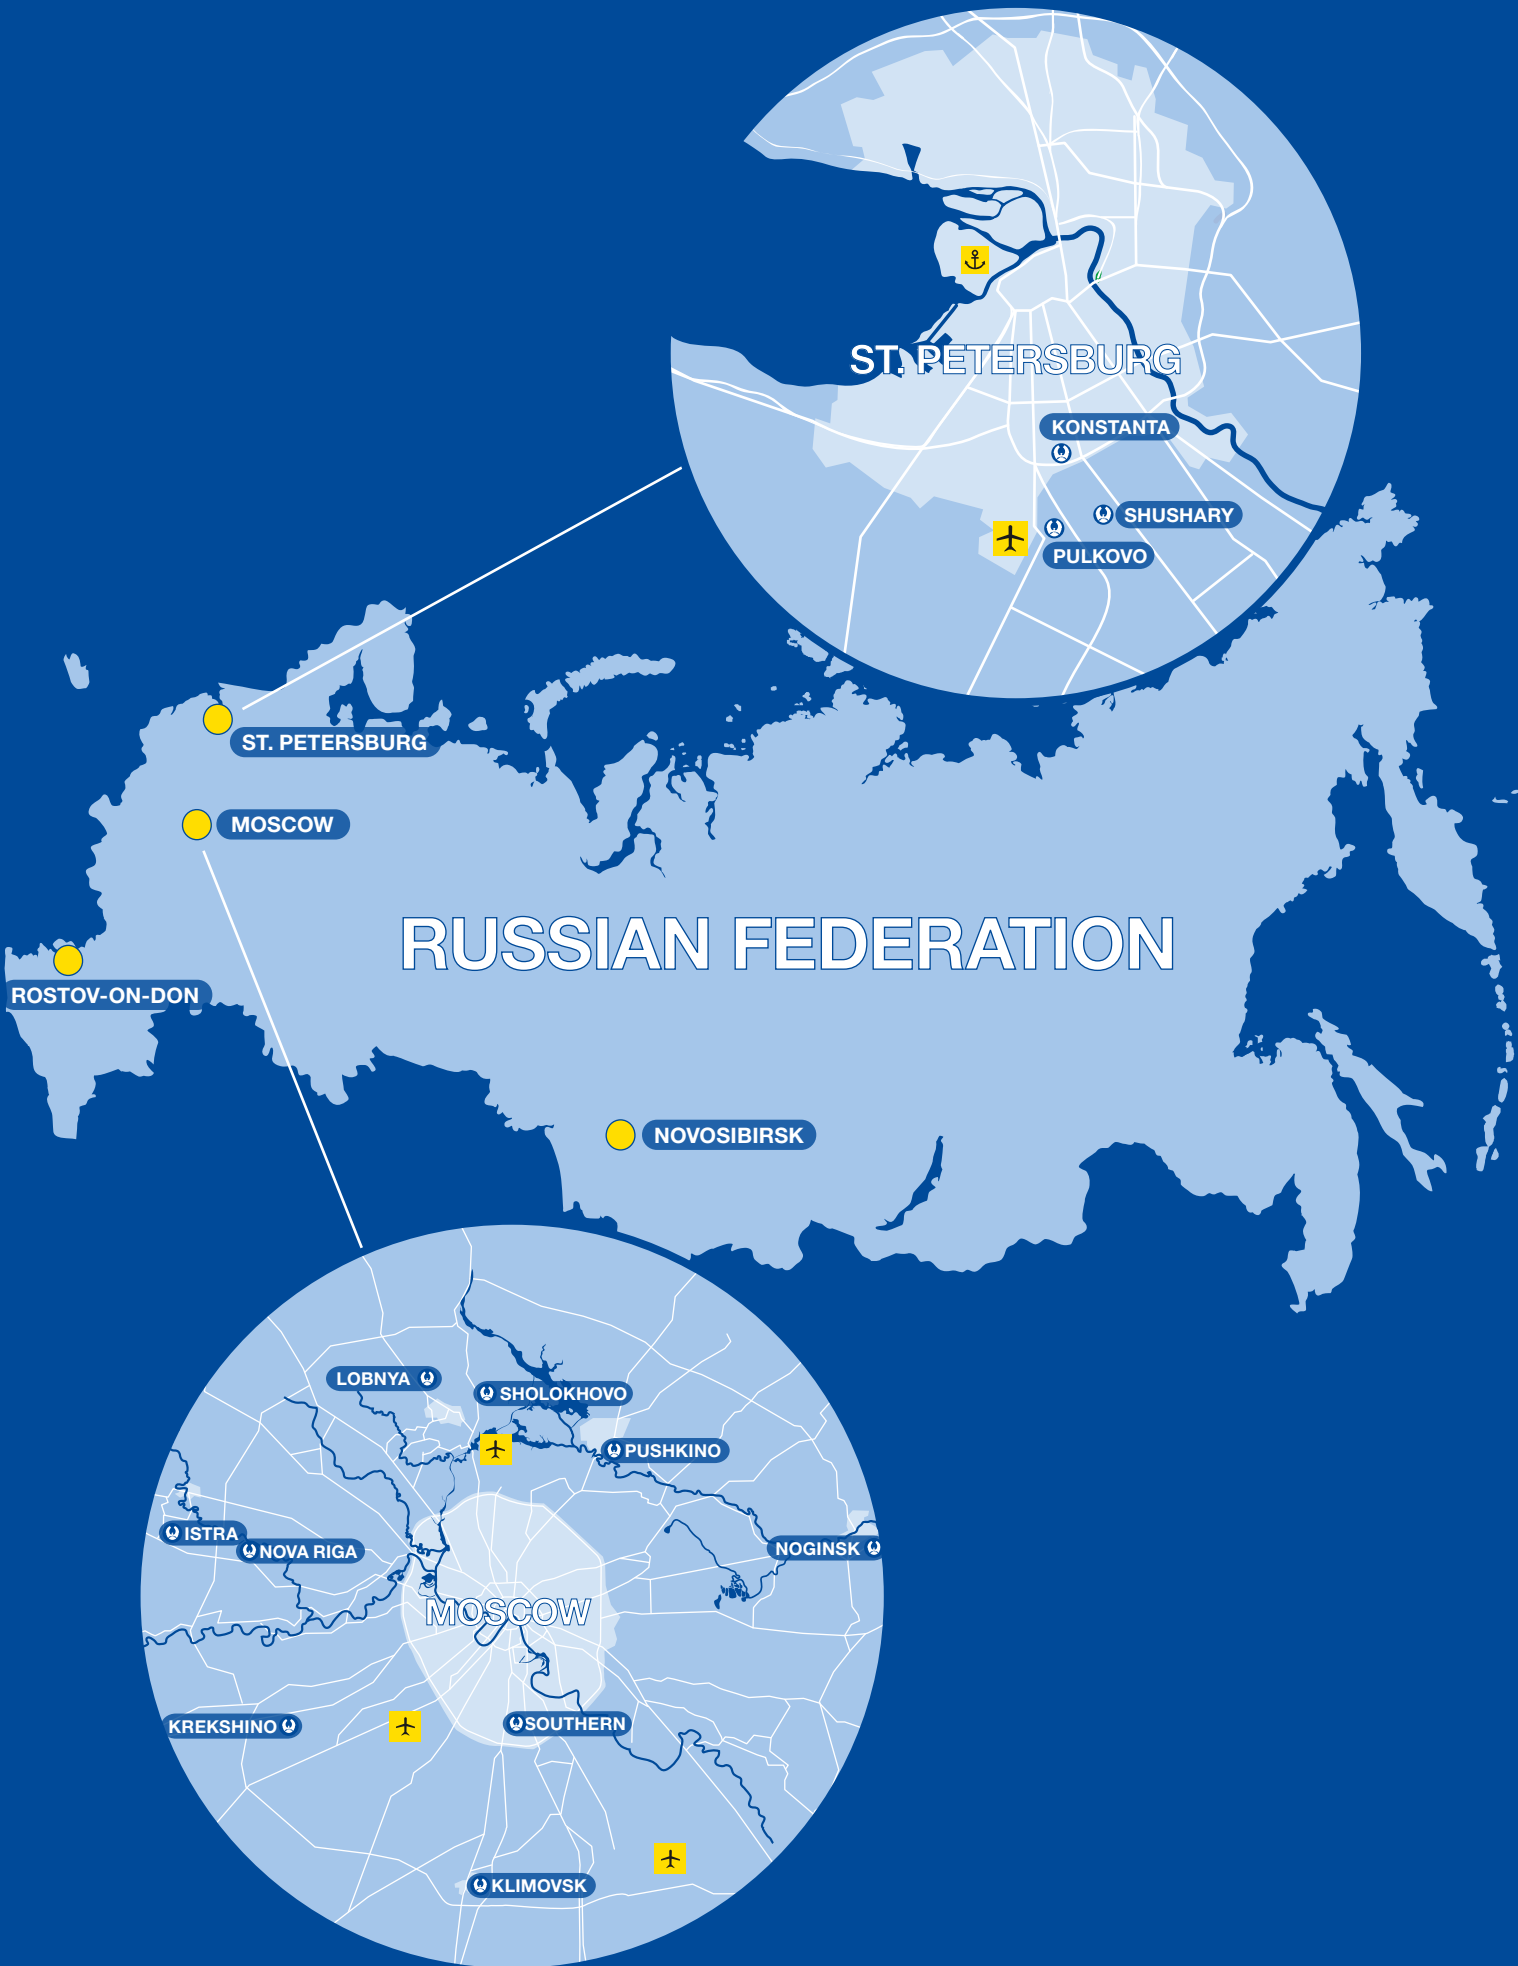 ST. PETERSBURG
KONSTANTA
SHUSHARY
PULKOVO
ST. PETERSBURG
MOSCOW
RUSSIAN FEDERATION
ROSTOV-ON-DON
NOVOSIBIRSK
LOBNYA
SHOLOKHOVO
PUSHKINO
ISTRA
NOVA RIGA
NOGINSK
MOSCOW
KREKSHINO
SOUTHERN
KLIMOVSK